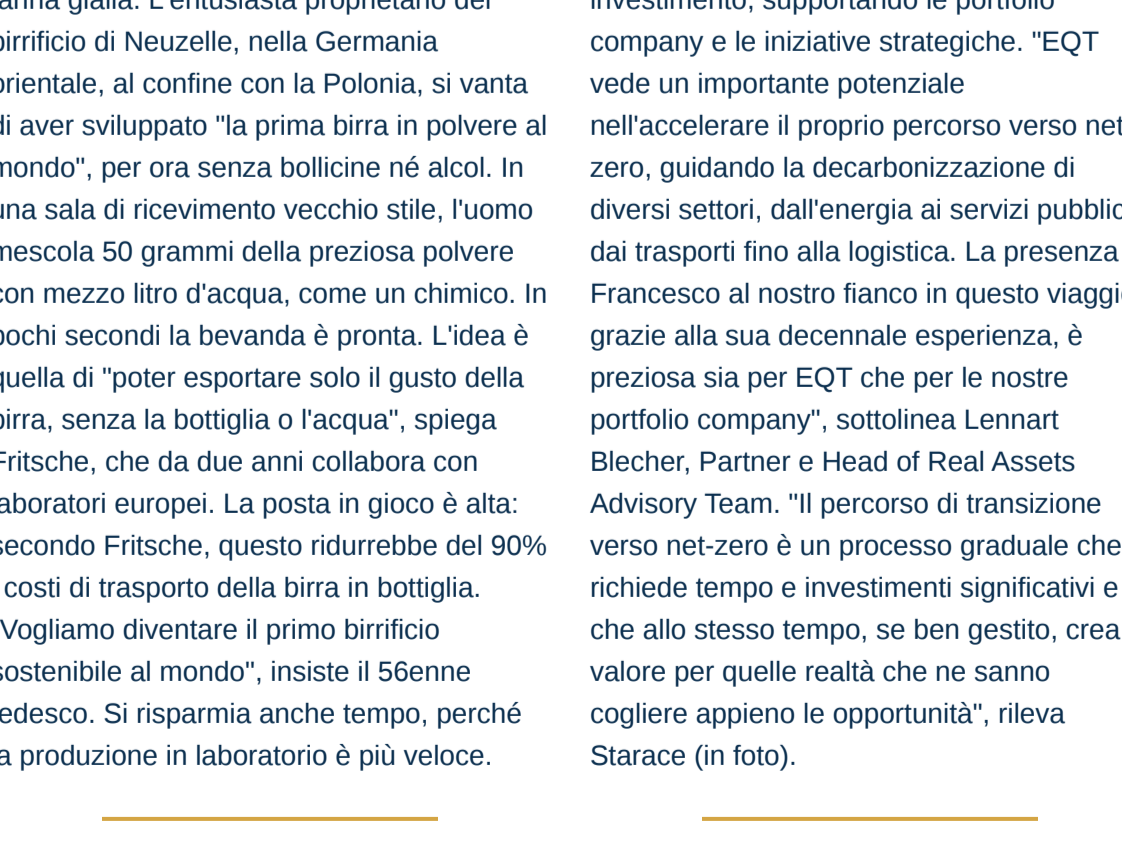 gialla. L'entusiasta proprietario del
birrificio di Neuzelle, nella Germania
orientale, al confine con la Polonia, si vanta
di aver sviluppato "la prima birra in polvere al
mondo", per ora senza bollicine né alcol. In
una sala di ricevimento vecchio stile, l'uomo
mescola 50 grammi della preziosa polvere
con mezzo litro d'acqua, come un chimico. In
pochi secondi la bevanda è pronta. L'idea è
quella di "poter esportare solo il gusto della
birra, senza la bottiglia o l'acqua", spiega
Fritsche, che da due anni collabora con
laboratori europei. La posta in gioco è alta:
secondo Fritsche, questo ridurrebbe del 90%
costi di trasporto della birra in bottiglia.
Vogliamo diventare il primo birrificio
sostenibile al mondo", insiste il 56enne
tedesco. Si risparmia anche tempo, perché
la produzione in laboratorio è più veloce.
investimento, supportando le portfolio
company e le iniziative strategiche. "EQT
vede un importante potenziale
nell'accelerare il proprio percorso verso net
zero, guidando la decarbonizzazione di
diversi settori, dall'energia ai servizi pubblic
dai trasporti fino alla logistica. La presenza
Francesco al nostro fianco in questo viaggi
grazie alla sua decennale esperienza, è
preziosa sia per EQT che per le nostre
portfolio company", sottolinea Lennart
Blecher, Partner e Head of Real Assets
Advisory Team. "Il percorso di transizione
verso net-zero è un processo graduale che
richiede tempo e investimenti significativi e
che allo stesso tempo, se ben gestito, crea
valore per quelle realtà che ne sanno
cogliere appieno le opportunità", rileva
Starace (in foto).